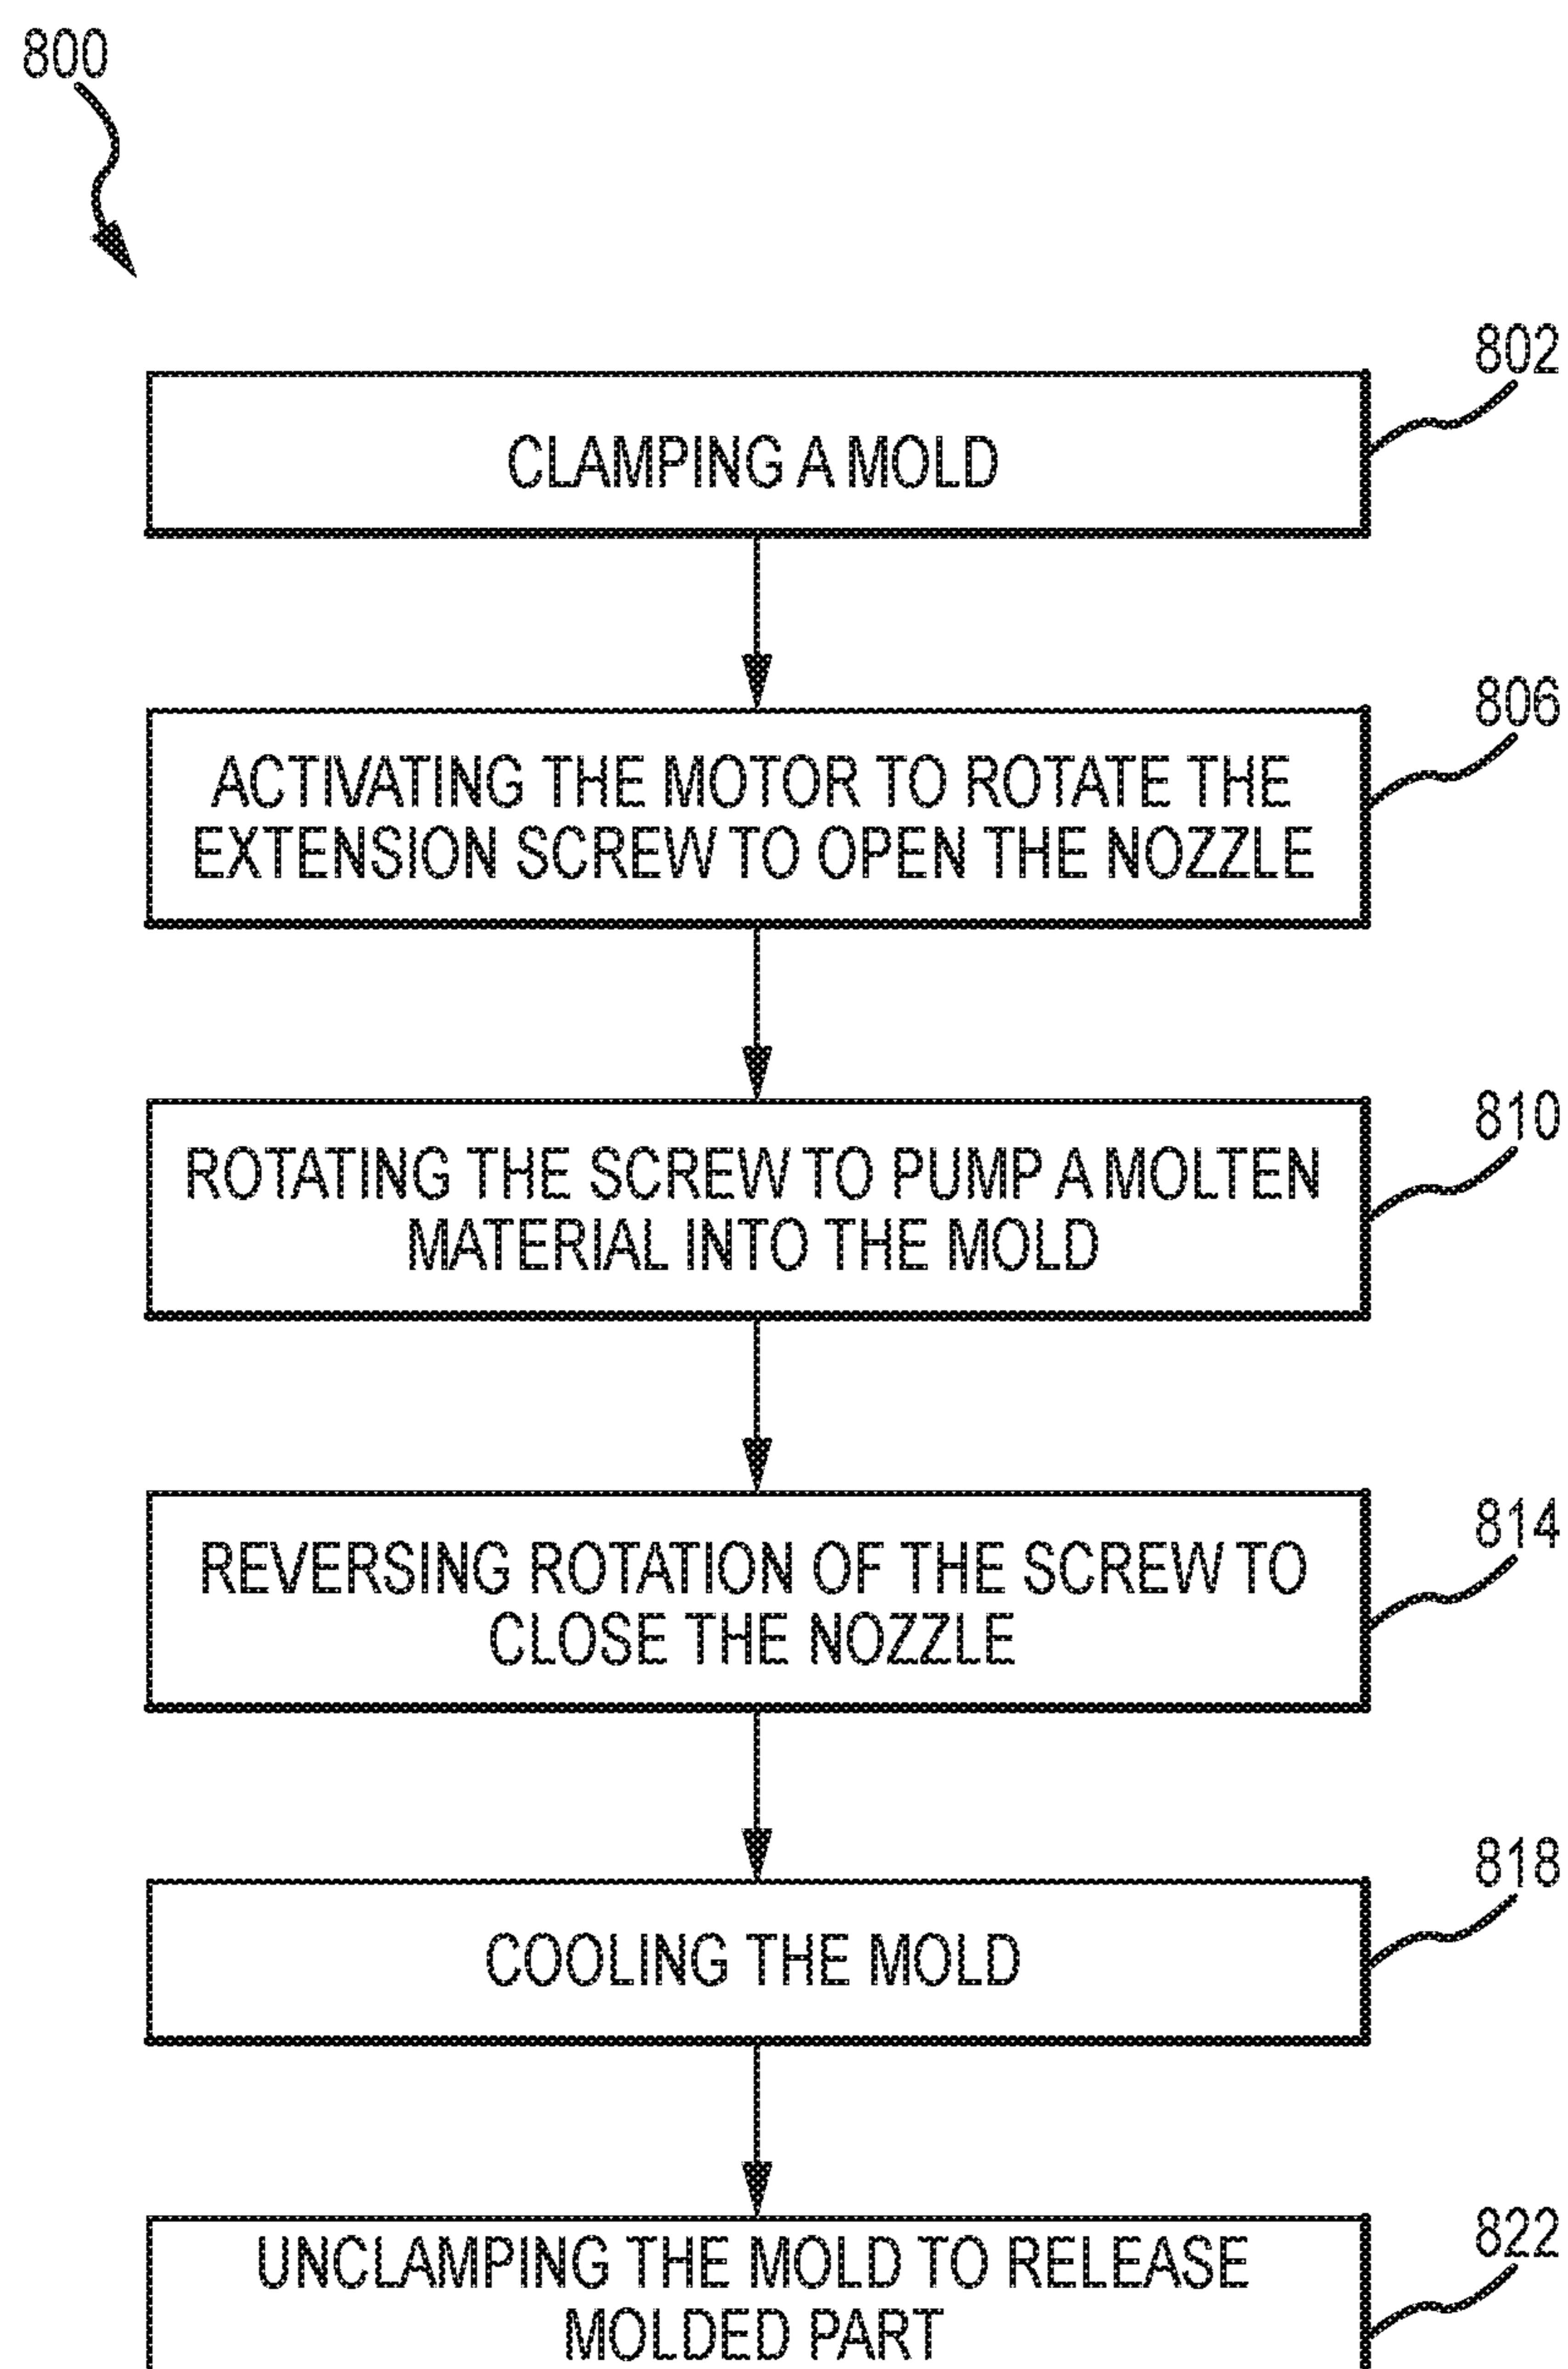 800
802
CLAMPING A MOLD
806
ACTIVATING THE MOTOR TO ROTATE THE
EXTENSION SCREW TO OPEN THE NOZZLE
810
ROTATING THE SCREW TO PUMP A MOLTEN
MATERIAL INTO THE MOLD
814
REVERSING ROTATION OF THE SCREW TO
CLOSE THE NOZZLE
818
COOLING THE MOLD
822
UNCLAMPING THE MOLD TO RELEASE
MOLDED PART